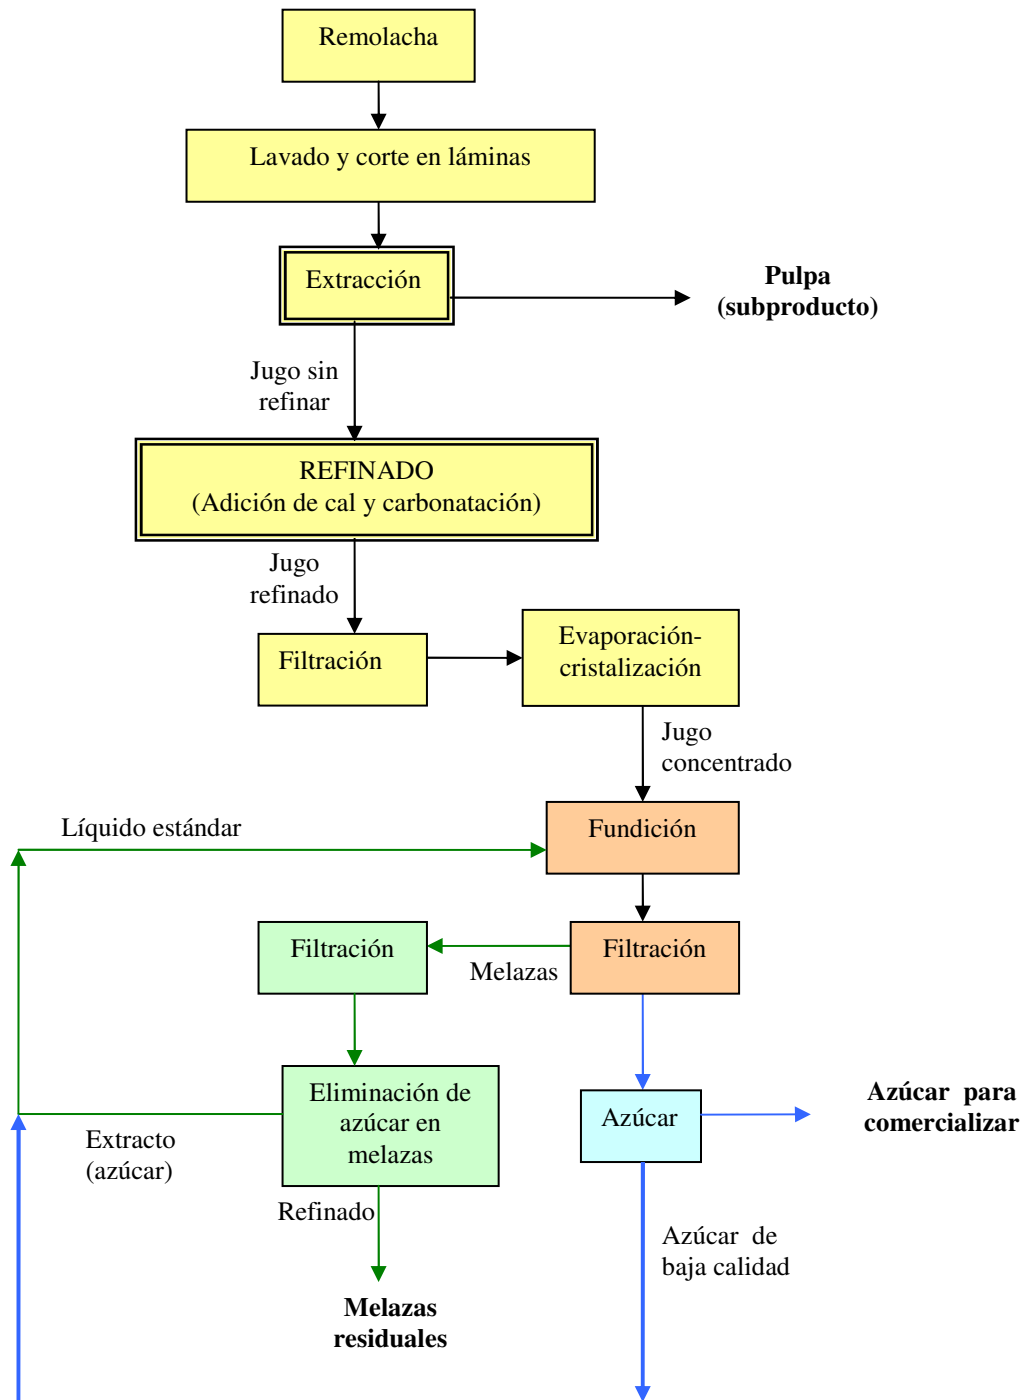 Remolacha
Lavado y corte en láminas
Extracción
Pulpa
(subproducto)
Jugo sin
refinar
REFINADO
(Adición de cal y carbonatación)
Jugo
refinado
Filtración
Evaporación-
cristalización
Jugo
concentrado
Líquido estándar
Fundición
Filtración
Melazas
Filtración
Eliminación de
azúcar en
melazas
Azúcar
Azúcar para
comercializar
Extracto
(azúcar)
Refinado
Azúcar de
baja calidad
Melazas
residuales